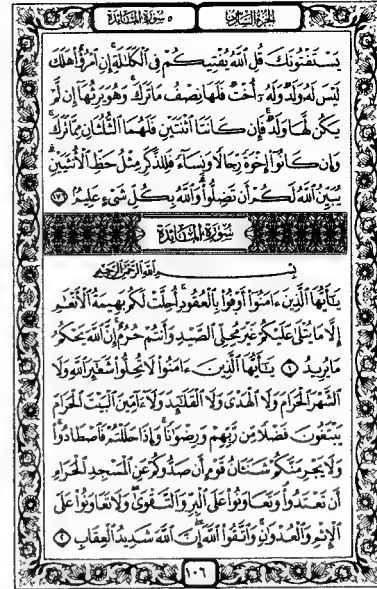 الجزء السادس
٥ سورة المائدة
يَسْتَفْتُونَكَ قُلِ ٱللَّهُ يُفْتِيكُمْ فِي ٱلْكَلَٰلَةِ إِنِ ٱمْرُؤٌا۟ هَلَكَ
لَيْسَ لَهُۥ وَلَدٌ وَلَهُۥٓ أُخْتٌ فَلَهَا نِصْفُ مَا تَرَكَ وَهُوَ يَرِثُهَآ إِن لَّمْ
يَكُن لَّهَا وَلَدٌ فَإِن كَانَتَا ٱثْنَتَيْنِ فَلَهُمَا ٱلثُّلُثَانِ مِمَّا تَرَكَ
وَإِن كَانُوٓا۟ إِخْوَةً رِّجَالًا وَنِسَآءً فَلِلذَّكَرِ مِثْلُ حَظِّ ٱلْأُنثَيَيْنِ
يُبَيِّنُ ٱللَّهُ لَكُمْ أَن تَضِلُّوا۟ وَٱللَّهُ بِكُلِّ شَىْءٍ عَلِيمٌۢ ١٧٦
سورة المائدة
بِسْمِ ٱللَّهِ ٱلرَّحْمَٰنِ ٱلرَّحِيمِ
يَٰٓأَيُّهَا ٱلَّذِينَ ءَامَنُوٓا۟ أَوْفُوا۟ بِٱلْعُقُودِ أُحِلَّتْ لَكُم بَهِيمَةُ ٱلْأَنْعَٰمِ
إِلَّا مَا يُتْلَىٰ عَلَيْكُمْ غَيْرَ مُحِلِّى ٱلصَّيْدِ وَأَنتُمْ حُرُمٌ إِنَّ ٱللَّهَ يَحْكُمُ
مَا يُرِيدُ ١ يَٰٓأَيُّهَا ٱلَّذِينَ ءَامَنُوا۟ لَا تُحِلُّوا۟ شَعَٰٓئِرَ ٱللَّهِ وَلَا
ٱلشَّهْرَ ٱلْحَرَامَ وَلَا ٱلْهَدْىَ وَلَا ٱلْقَلَٰٓئِدَ وَلَآ ءَآمِّينَ ٱلْبَيْتَ ٱلْحَرَامَ
يَبْتَغُونَ فَضْلًا مِّن رَّبِّهِمْ وَرِضْوَٰنًا وَإِذَا حَلَلْتُمْ فَٱصْطَادُوا۟
وَلَا يَجْرِمَنَّكُمْ شَنَـَٔانُ قَوْمٍ أَن صَدُّوكُمْ عَنِ ٱلْمَسْجِدِ ٱلْحَرَامِ
أَن تَعْتَدُوا۟ وَتَعَاوَنُوا۟ عَلَى ٱلْبِرِّ وَٱلتَّقْوَىٰ وَلَا تَعَاوَنُوا۟ عَلَى
ٱلْإِثْمِ وَٱلْعُدْوَٰنِ وَٱتَّقُوا۟ ٱللَّهَ إِنَّ ٱللَّهَ شَدِيدُ ٱلْعِقَابِ ٢
١٠٦